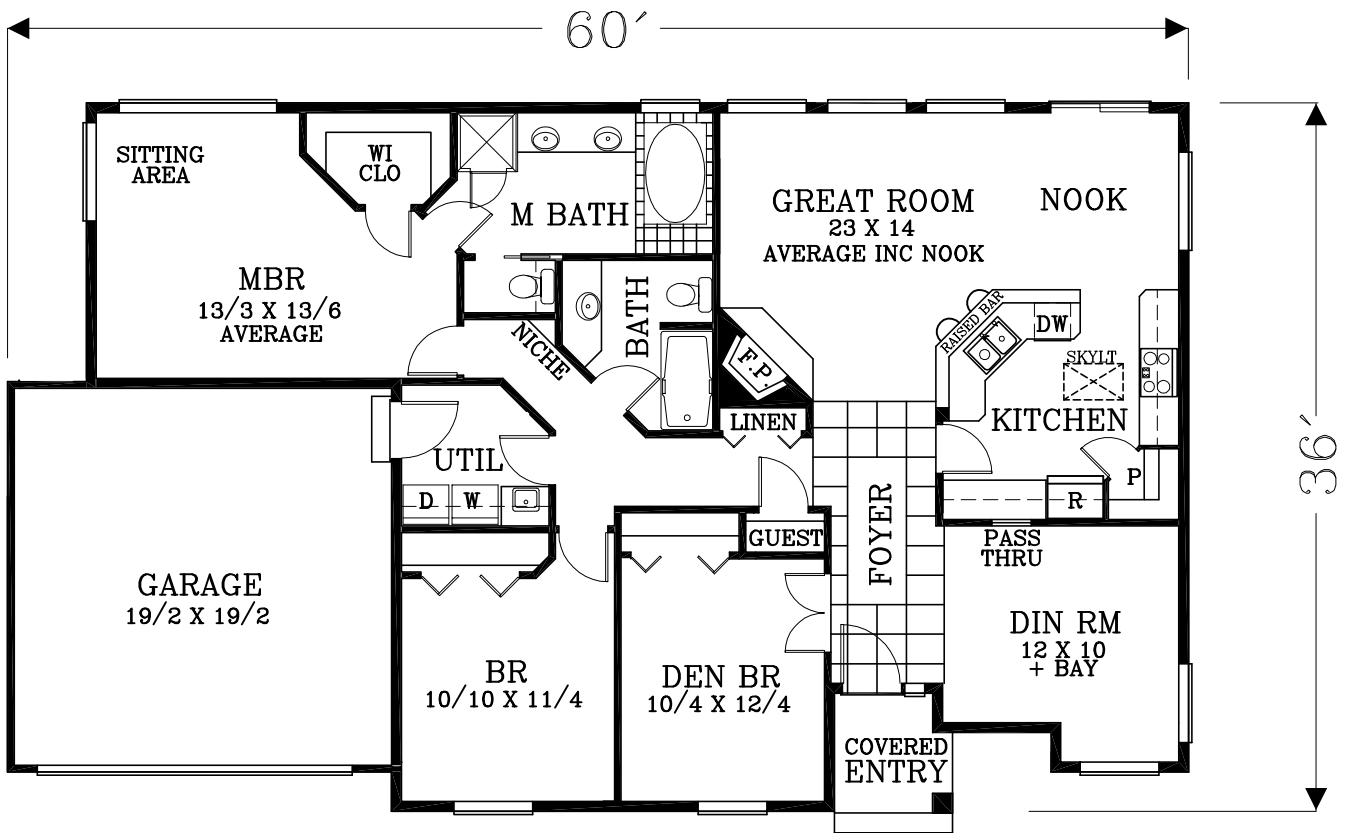 60′
SITTING
AREA
WI
CLO
M BATH
GREAT ROOM
23 X 14
AVERAGE INC NOOK
NOOK
MBR
13/3 X 13/6
AVERAGE
BATH
NICHE
F.P.
RAISED BAR
DW
SKYLT
KITCHEN
LINEN
UTIL
D
W
P
R
36′
GUEST
FOYER
PASS
THRU
GARAGE
19/2 X 19/2
BR
10/10 X 11/4
DEN BR
10/4 X 12/4
DIN RM
12 X 10
+ BAY
COVERED
ENTRY